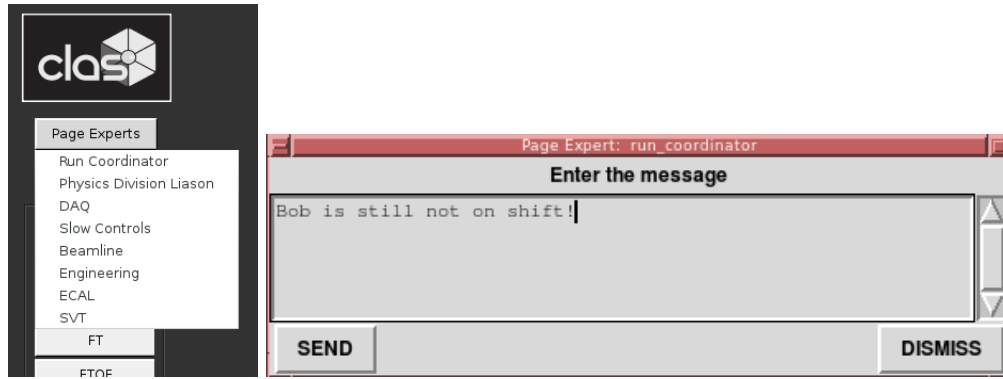 clas
Page Experts
Run Coordinator
Physics Division Liason
DAQ
Slow Controls
Beamline
Engineering
ECAL
SVT
FT
FTOF
Page Expert: run_coordinator
Enter the message
Bob is still not on shift!
SEND
DISMISS